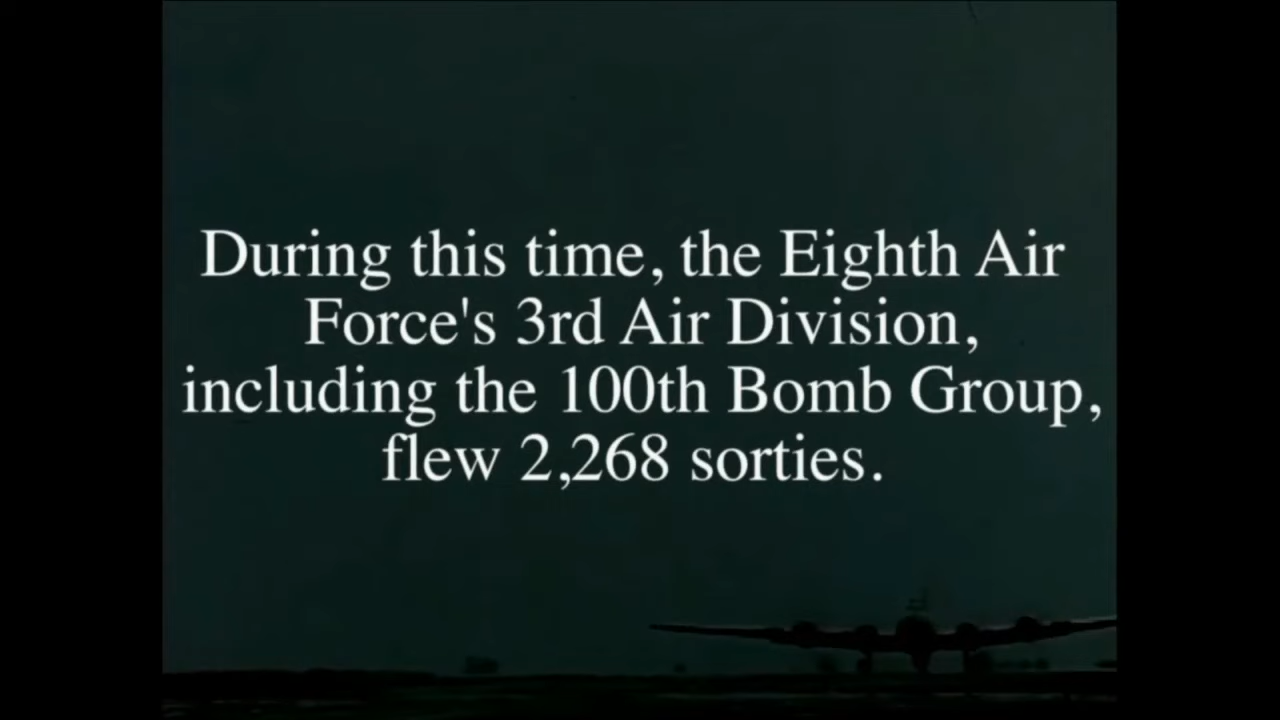 During this time, the Eighth Air
Force's 3rd Air Division,
including the 100th Bomb Group,
flew 2,268 sorties.